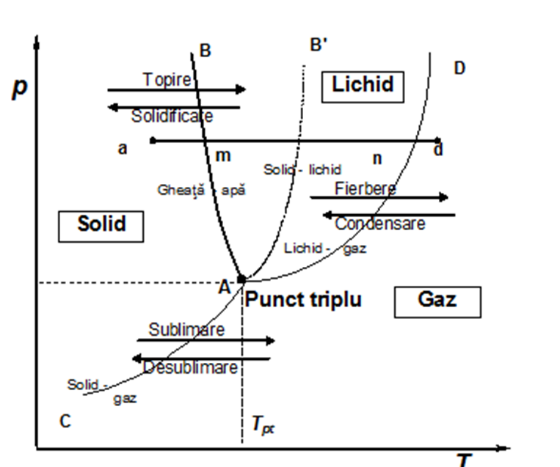 B
B'
D
p
Topire
Solidificare
Lichid
a
m
n
d
Solid - lichid
Gheață apă
Fierbere
Condensare
Solid
Lichid - gaz
A
Punct triplu
Gaz
Sublimare
Desublimare
Solid -
gaz
C
Tpt
T